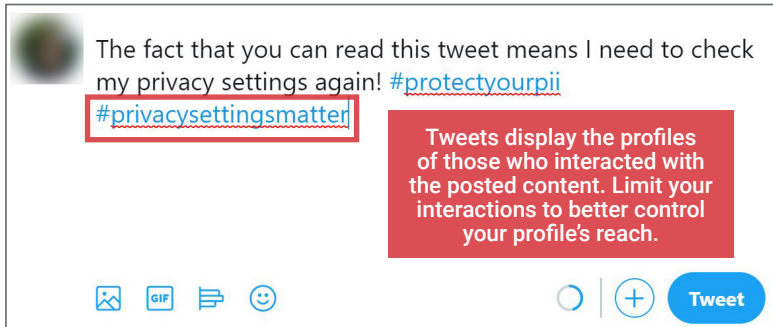 The fact that you can read this tweet means I need to check
my privacy settings again! #protectyourpii
#privacysettingsmatter
Tweets display the profiles
of those who interacted with
the posted content. Limit your
interactions to better control
your profile’s reach.
GIF
Tweet